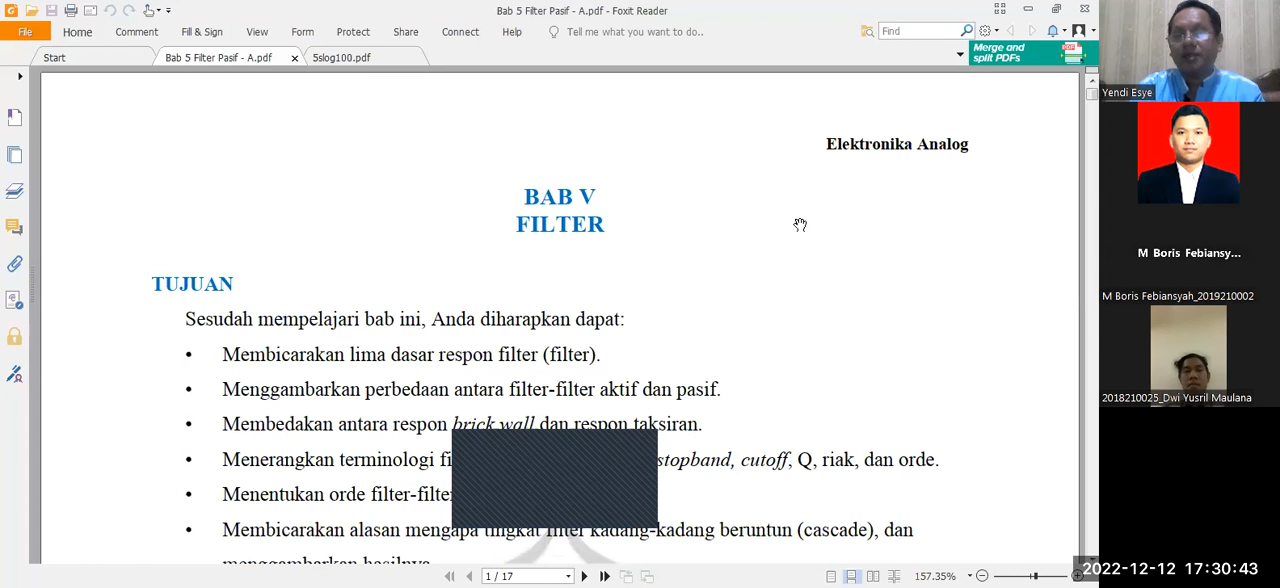 Bab 5 Filter Pasif - A.pdf - Foxit Reader
File Home Comment Fill & Sign View Form Protect Share Connect Help Tell me what you want to do.. Find
Start Bab 5 Filter Pasif - A.pdf 5slog100.pdf
Merge and
split PDFs
Elektronika Analog
BAB V
FILTER
TUJUAN
Sesudah mempelajari bab ini, Anda diharapkan dapat:
• Membicarakan lima dasar respon filter (filter).
• Menggambarkan perbedaan antara filter-filter aktif dan pasif.
• Membedakan antara respon brick wall dan respon taksiran.
• Menerangkan terminologi stopband, cutoff, Q, riak, dan orde.
• Menentukan orde filter-filter
• Membicarakan alasan mengapa tingkat filter kadang-kadang beruntun (cascade), dan
menggambarkan hasilnya.
1 / 17
157.35%
Yendi Esye
M Boris Febiansy...
M Boris Febiansyah_2019210002
2018210025_Dwi Yusril Maulana
2022-12-12 17:30:43